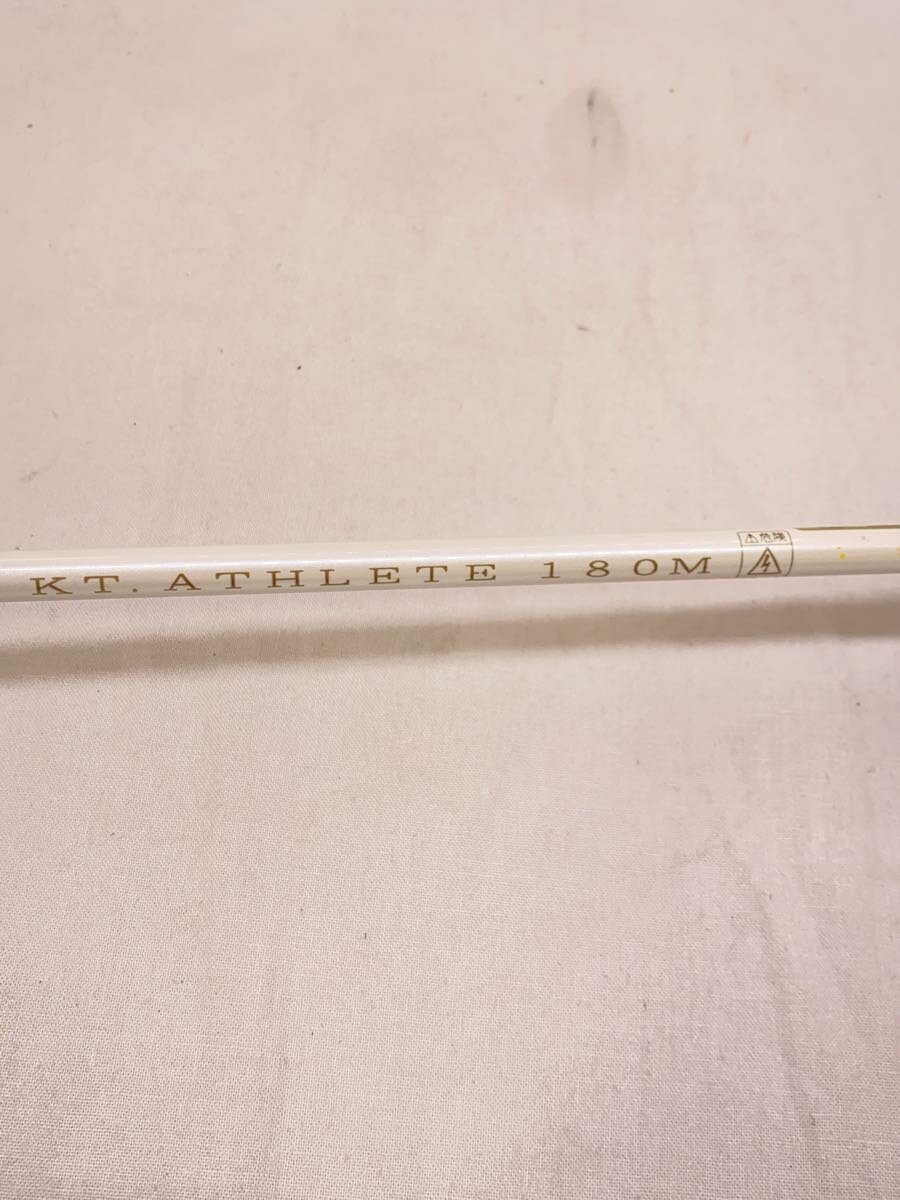 KT. ATHLETE 180M
⚠危険